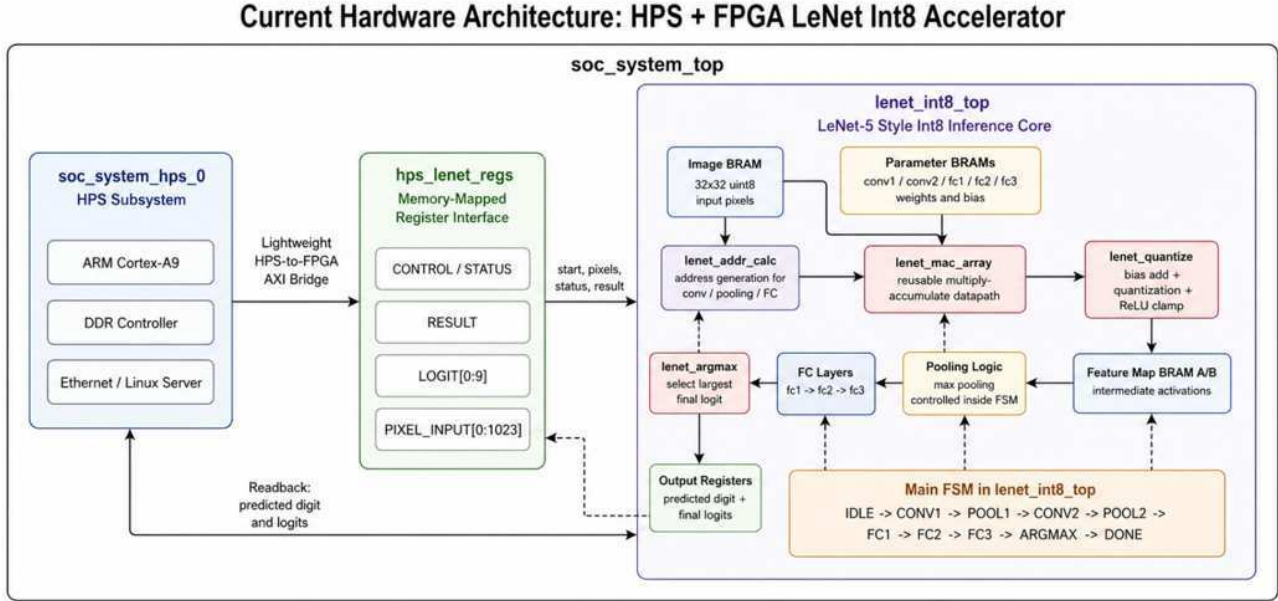 Current Hardware Architecture: HPS + FPGA LeNet Int8 Accelerator
soc_system_top
soc_system_hps_0
HPS Subsystem
ARM Cortex-A9
DDR Controller
Ethernet / Linux Server
Lightweight
HPS-to-FPGA
AXI Bridge
hps_lenet_regs
Memory-Mapped
Register Interface
CONTROL / STATUS
RESULT
LOGIT[0:9]
PIXEL_INPUT[0:1023]
start, pixels,
status, result
Readback:
predicted digit
and logits
lenet_int8_top
LeNet-5 Style Int8 Inference Core
Image BRAM
32x32 uint8
input pixels
Parameter BRAMs
conv1 / conv2 / fc1 / fc2 / fc3
weights and bias
lenet_addr_calc
address generation for
conv / pooling / FC
lenet_mac_array
reusable multiply-
accumulate datapath
lenet_quantize
bias add +
quantization +
ReLU clamp
lenet_argmax
select largest
final logit
FC Layers
fc1 -> fc2 -> fc3
Pooling Logic
max pooling
controlled inside FSM
Feature Map BRAM A/B
intermediate activations
Output Registers
predicted digit +
final logits
Main FSM in lenet_int8_top
IDLE -> CONV1 -> POOL1 -> CONV2 -> POOL2 ->
FC1 -> FC2 -> FC3 -> ARGMAX -> DONE